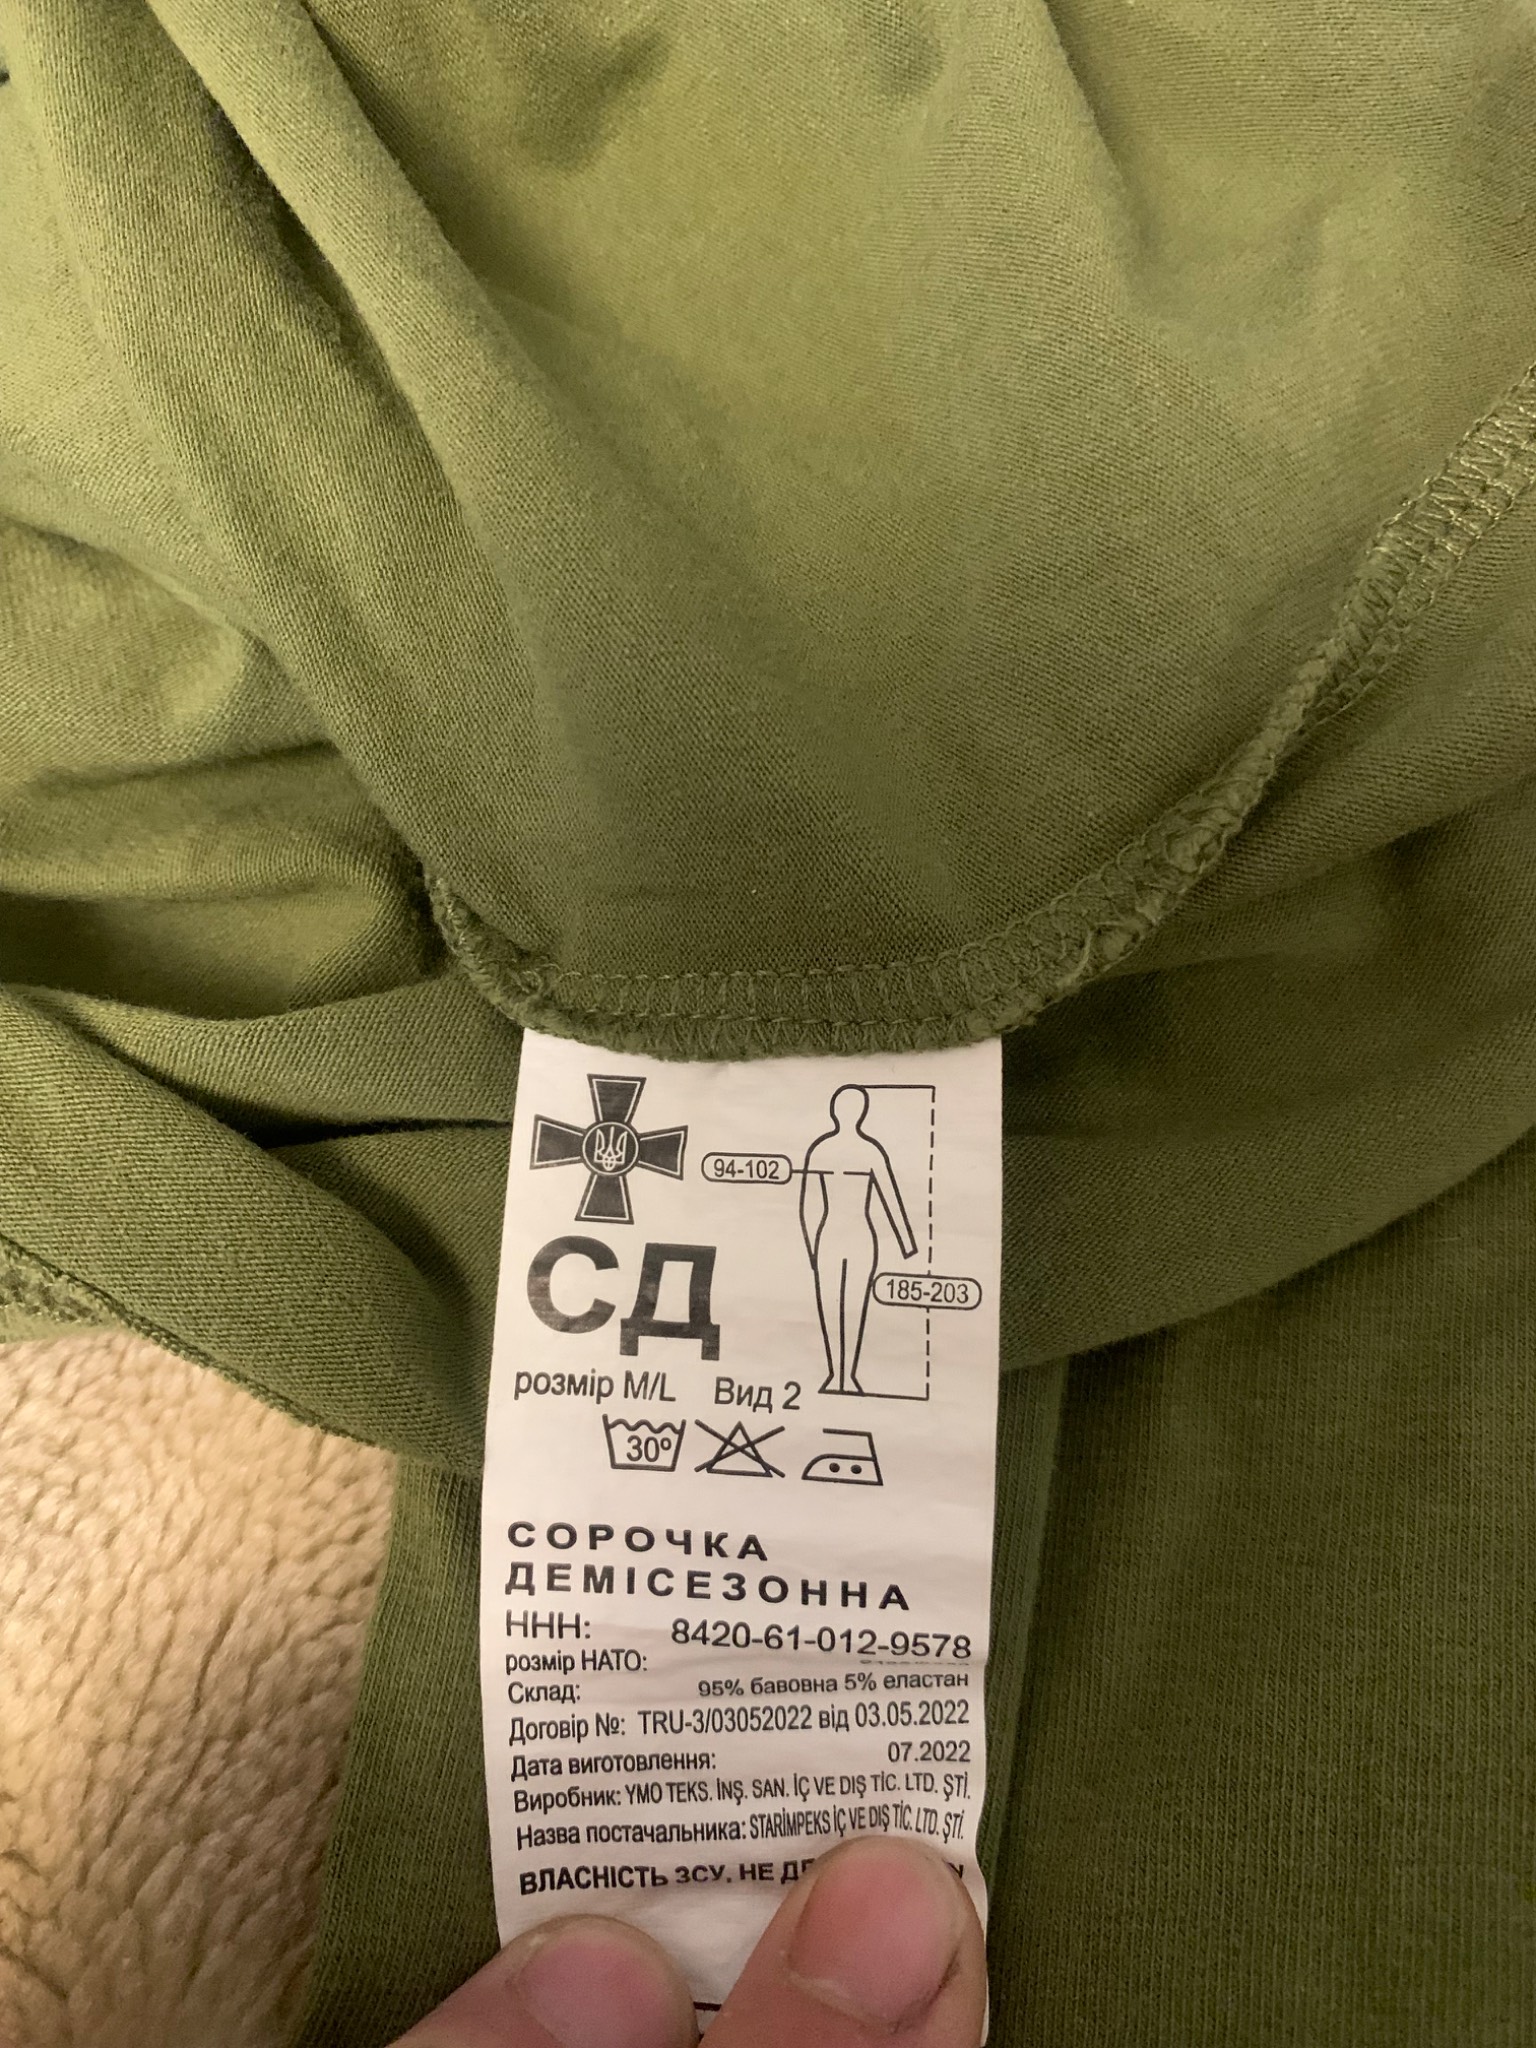 94-102
185-203
СД
розмір M/L Вид 2
30º
СОРОЧКА
ДЕМІСЕЗОННА
ННН: 8420-61-012-9578
розмір НАТО:
Склад: 95% бавовна 5% еластан
Договір №: TRU-3/03052022 від 03.05.2022
Дата виготовлення: 07.2022
Виробник: YMO TEKS. İNŞ. SAN. İÇ VE DIŞ TİC. LTD. ŞTİ.
Назва постачальника: STARİMPEKS İÇ VE DIŞ TİC. LTD. ŞTİ.
ВЛАСНІСТЬ ЗСУ. НЕ